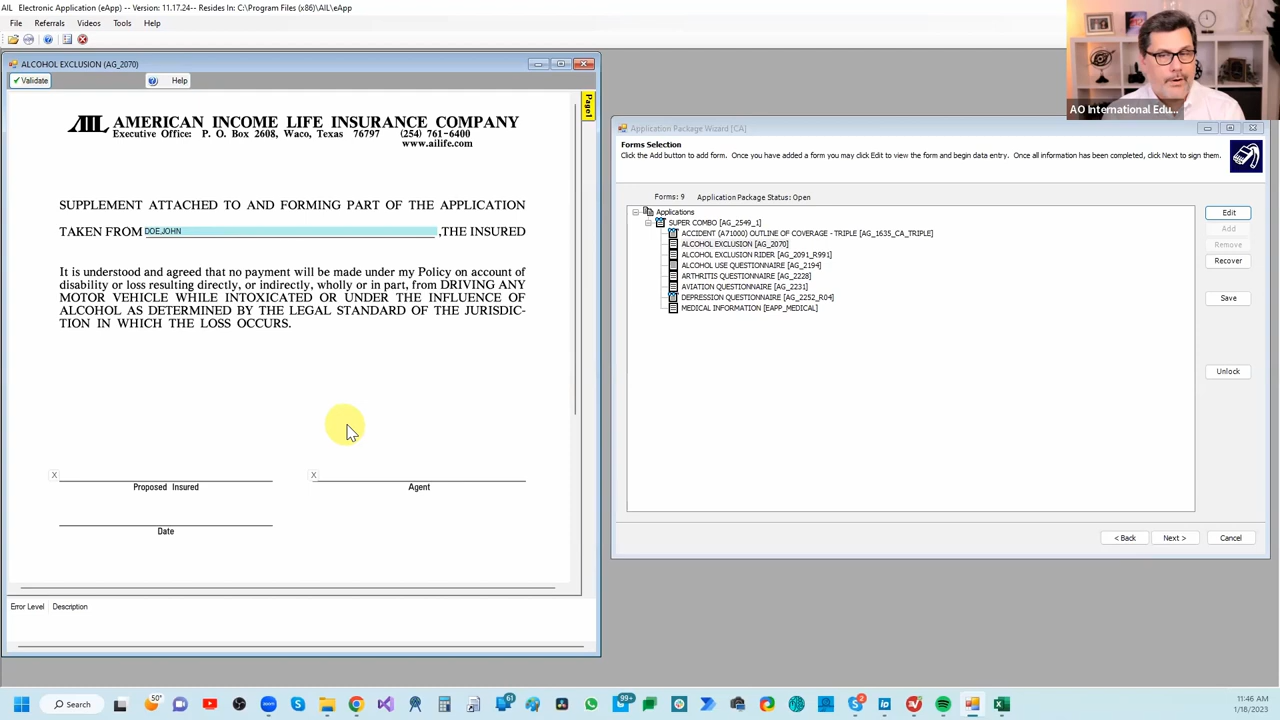 AIL Electronic Application (eApp) -- Version: 11.17.24-- Resides In: C:\Program Files (x86)\AIL\eApp
File Referrals Videos Tools Help
ALCOHOL EXCLUSION (AG_2070)
Validate Help
Page1
AIL AMERICAN INCOME LIFE INSURANCE COMPANY
Executive Office: P. O. Box 2608, Waco, Texas 76797 (254) 761-6400
www.ailife.com
SUPPLEMENT ATTACHED TO AND FORMING PART OF THE APPLICATION
TAKEN FROM DOE,JOHN ,THE INSURED
It is understood and agreed that no payment will be made under my Policy on account of
disability or loss resulting directly, or indirectly, wholly or in part, from DRIVING ANY
MOTOR VEHICLE WHILE INTOXICATED OR UNDER THE INFLUENCE OF
ALCOHOL AS DETERMINED BY THE LEGAL STANDARD OF THE JURISDIC-
TION IN WHICH THE LOSS OCCURS.
X X
Proposed Insured Agent
Date
Error Level Description
AO International Edu...
Application Package Wizard [CA]
Forms Selection
Click the Add button to add form. Once you have added a form you may click Edit to view the form and begin data entry. Once all information has been completed, click Next to sign them.
Forms: 9 Application Package Status: Open
Applications
SUPER COMBO [AG_2549_1]
ACCIDENT (A71000) OUTLINE OF COVERAGE - TRIPLE [AG_1635_CA_TRIPLE]
ALCOHOL EXCLUSION [AG_2070]
ALCOHOL EXCLUSION RIDER [AG_2091_R991]
ALCOHOL USE QUESTIONNAIRE [AG_2194]
ARTHRITIS QUESTIONNAIRE [AG_2228]
AVIATION QUESTIONNAIRE [AG_2231]
DEPRESSION QUESTIONNAIRE [AG_2252_R04]
MEDICAL INFORMATION [EAPP_MEDICAL]
Edit
Add
Remove
Recover
Save
Unlock
< Back Next > Cancel
Search
50°
61
99+
2
11:46 AM
1/18/2023